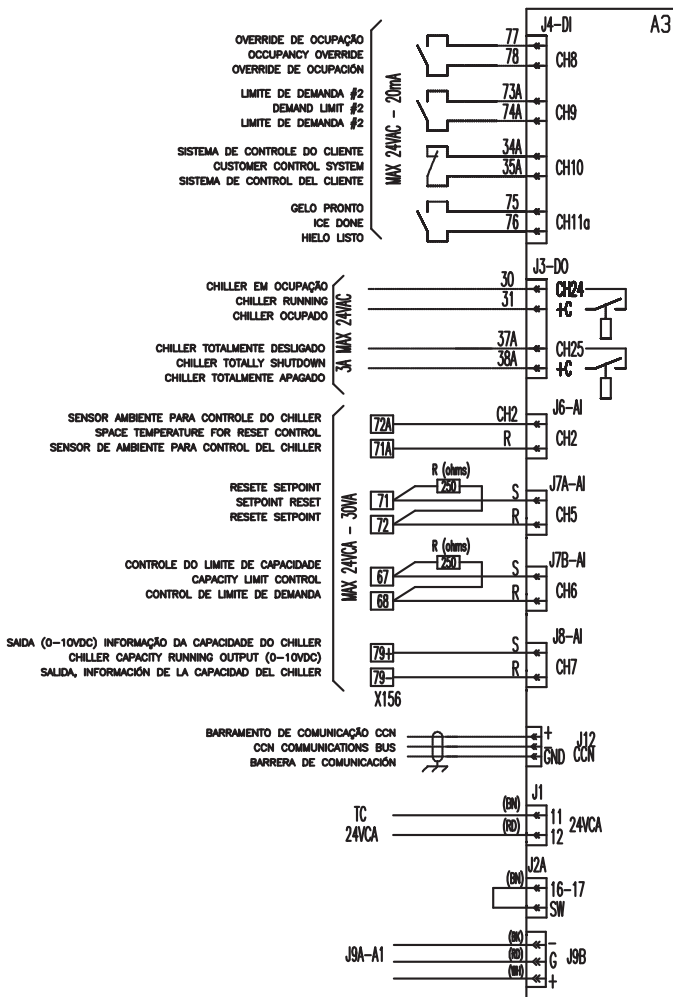 A3
J4-DI
OVERRIDE DE OCUPAÇÃO
OCCUPANCY OVERRIDE
OVERRIDE DE OCUPACIÓN
77
78
CH8
LIMITE DE DEMANDA #2
DEMAND LIMIT #2
LIMITE DE DEMANDA #2
73A
74A
CH9
MAX 24VAC - 20mA
SISTEMA DE CONTROLE DO CLIENTE
CUSTOMER CONTROL SYSTEM
SISTEMA DE CONTROL DEL CLIENTE
34A
35A
CH10
GELO PRONTO
ICE DONE
HIELO LISTO
75
76
CH11a
J3-DO
CHILLER EM OCUPAÇÃO
CHILLER RUNNING
CHILLER OCUPADO
30
31
CH24
+C
3A MAX 24VAC
CHILLER TOTALMENTE DESLIGADO
CHILLER TOTALLY SHUTDOWN
CHILLER TOTALMENTE APAGADO
37A
38A
CH25
+C
J6-AI
SENSOR AMBIENTE PARA CONTROLE DO CHILLER
SPACE TEMPERATURE FOR RESET CONTROL
SENSOR DE AMBIENTE PARA CONTROL DEL CHILLER
72A
71A
CH2
R
CH2
J7A-AI
RESETE SETPOINT
SETPOINT RESET
RESETE SETPOINT
71
72
R (ohms)
250
S
R
CH5
MAX 24VCA - 30VA
J7B-AI
CONTROLE DO LIMITE DE CAPACIDADE
CAPACITY LIMIT CONTROL
CONTROL DE LIMITE DE DEMANDA
67
68
R (ohms)
250
S
R
CH6
J8-AI
SAIDA (0-10VDC) INFORMAÇÃO DA CAPACIDADE DO CHILLER
CHILLER CAPACITY RUNNING OUTPUT (0-10VDC)
SALIDA, INFORMACIÓN DE LA CAPACIDAD DEL CHILLER
79+
79-
S
R
CH7
X156
BARRAMENTO DE COMUNICAÇÃO CCN
CCN COMMUNICATIONS BUS
BARRERA DE COMUNICACIÓN
+
-
GND
J12
CCN
J1
TC
24VCA
(BN)
(RD)
11
12
24VCA
J2A
(BN)
16-17
SW
J9A-A1
(BK)
(RD)
(WH)
-
G
+
J9B